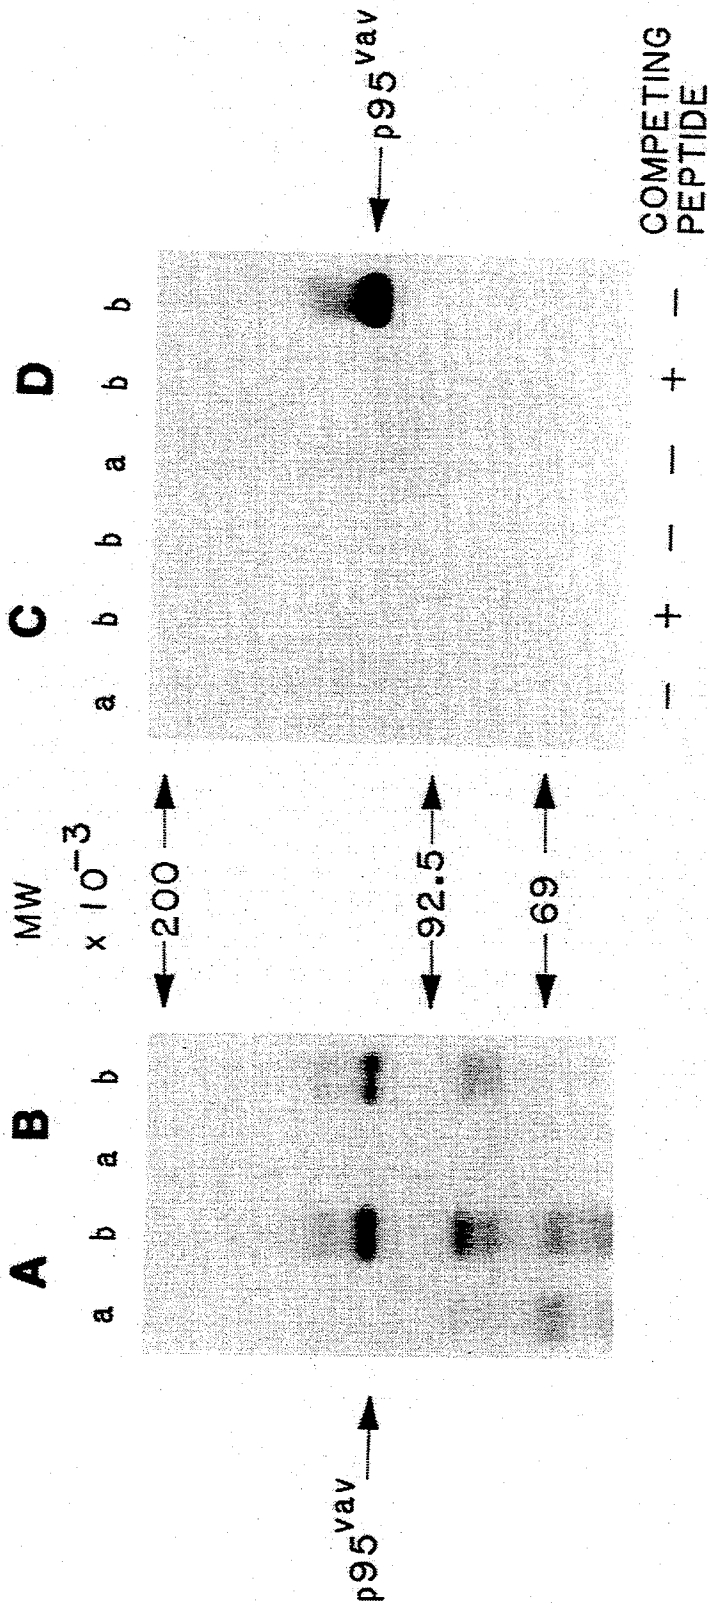 A B MW C D
a b a b x 10⁻³ a b b a b b
200
p95ᵛᵃᵛ p95ᵛᵃᵛ
92.5
69
− + − − + − COMPETING
PEPTIDE